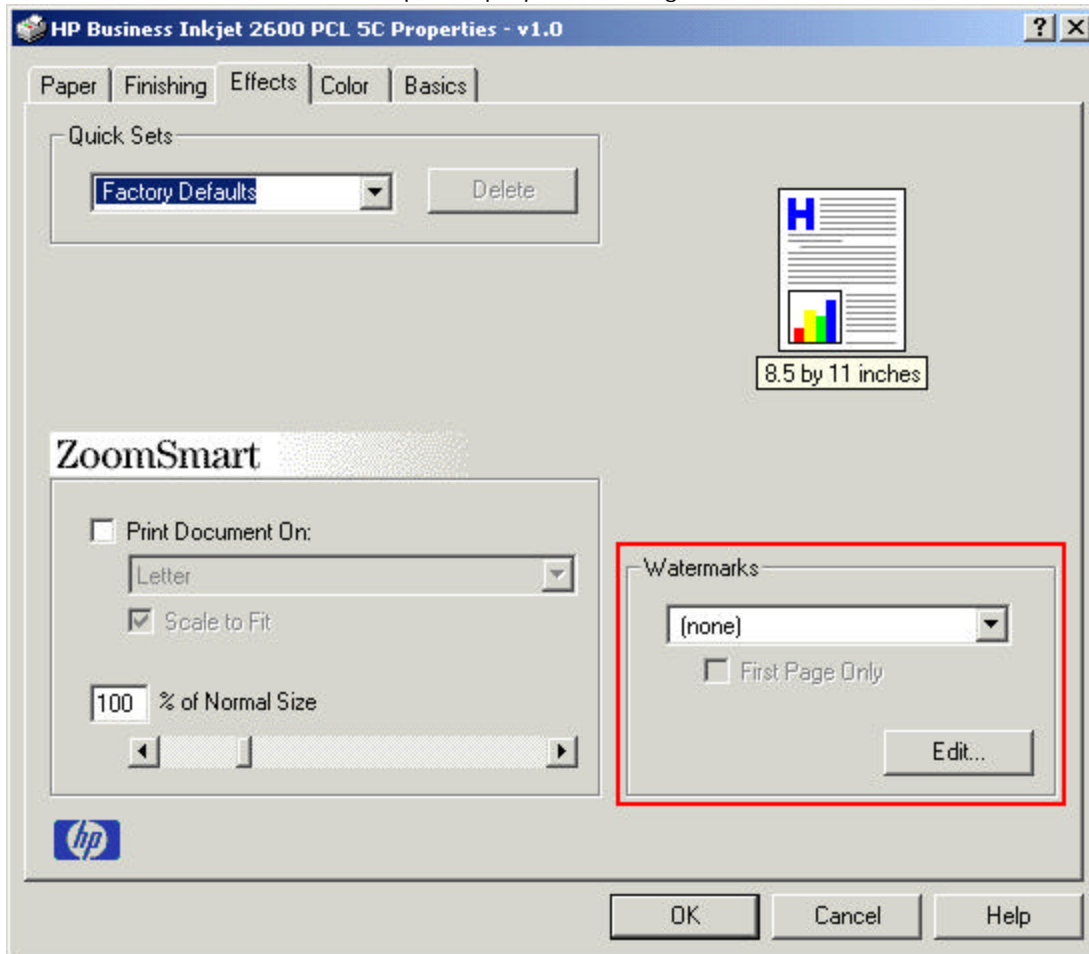 HP Business Inkjet 2600 PCL 5C Properties - v1.0
Paper Finishing Effects Color Basics
Quick Sets
Factory Defaults Delete
H
8.5 by 11 inches
ZoomSmart
Print Document On:
Letter
Scale to Fit
100 % of Normal Size
Watermarks
(none)
First Page Only
Edit...
hp
OK Cancel Help